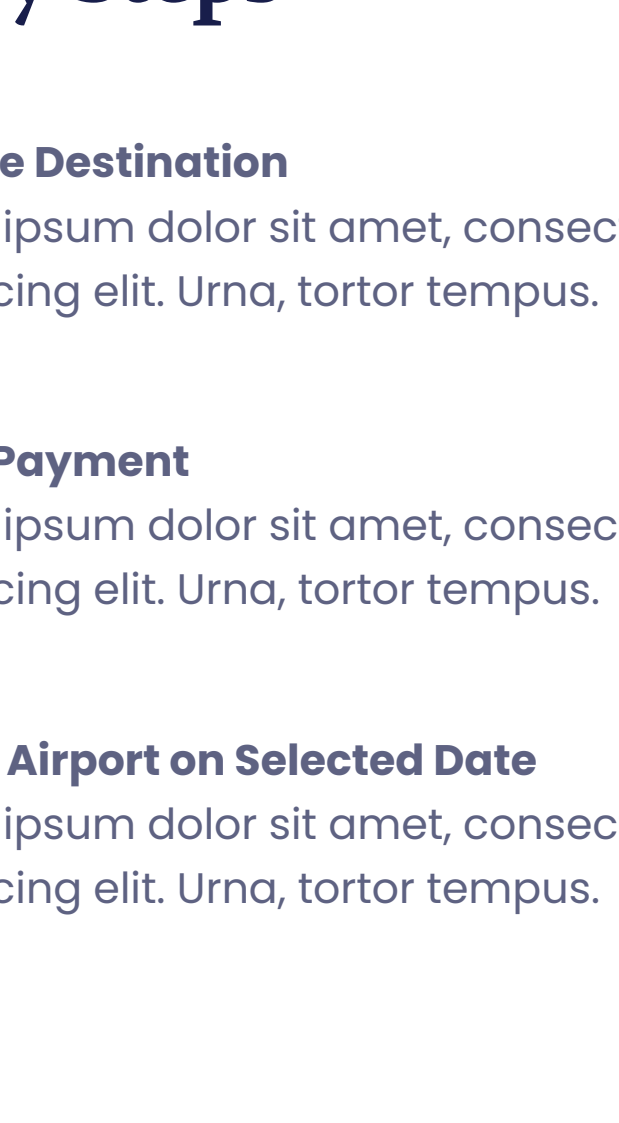 Steps
e Destination
ipsum dolor sit amet, consec
cing elit. Urna, tortor tempus.
Payment
ipsum dolor sit amet, consec
cing elit. Urna, tortor tempus.
Airport on Selected Date
ipsum dolor sit amet, consec
cing elit. Urna, tortor tempus.